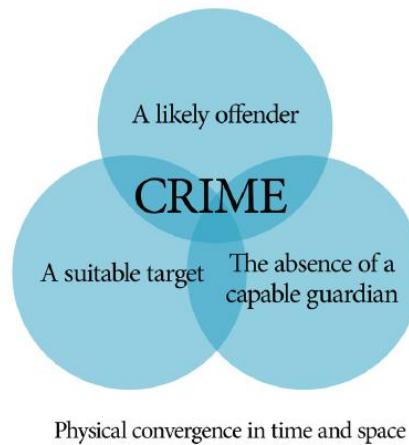 A likely offender
CRIME
A suitable target
The absence of a
capable guardian
Physical convergence in time and space